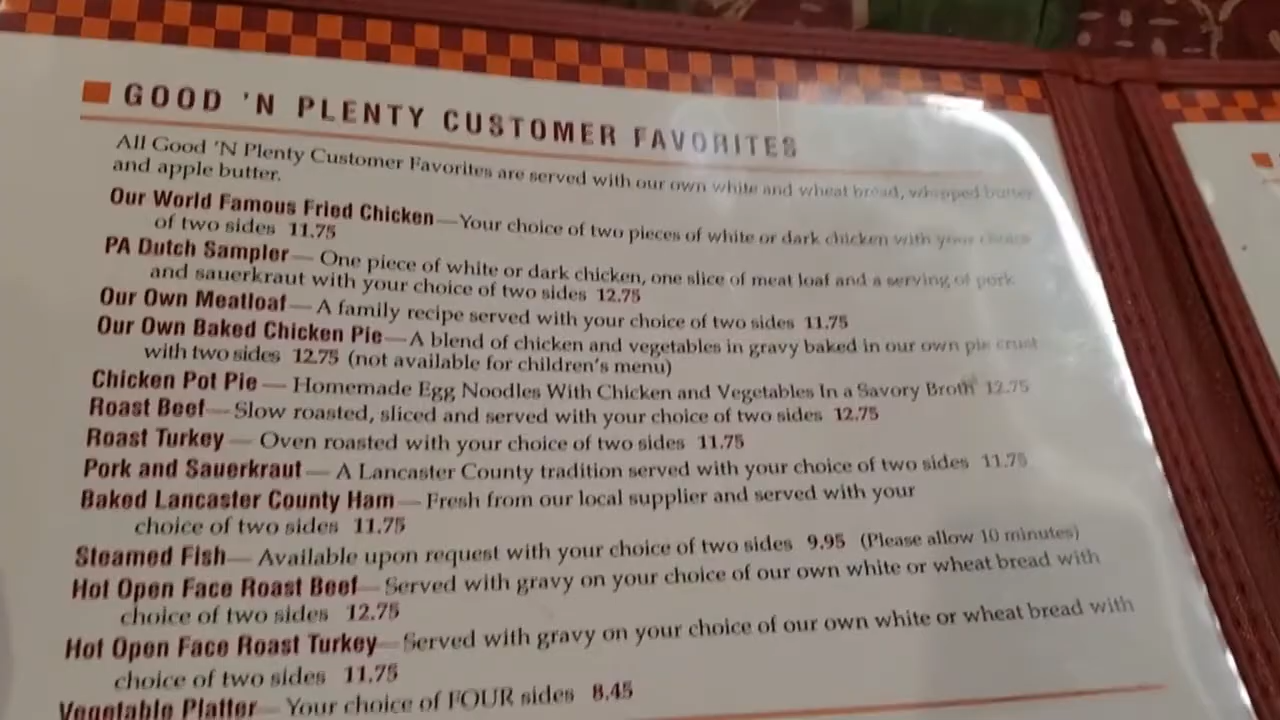 GOOD 'N PLENTY CUSTOMER FAVORITES
All Good 'N Plenty Customer Favorites are served with our own white and wheat bread, whipped butter
and apple butter.
Our World Famous Fried Chicken—Your choice of two pieces of white or dark chicken with your choice
of two sides 11.75
PA Dutch Sampler— One piece of white or dark chicken, one slice of meat loaf and a serving of pork
and sauerkraut with your choice of two sides 12.75
Our Own Meatloaf— A family recipe served with your choice of two sides 11.75
Our Own Baked Chicken Pie—A blend of chicken and vegetables in gravy baked in our own pie crust
with two sides 12.75 (not available for children's menu)
Chicken Pot Pie— Homemade Egg Noodles With Chicken and Vegetables In a Savory Broth 12.75
Roast Beef—Slow roasted, sliced and served with your choice of two sides 12.75
Roast Turkey— Oven roasted with your choice of two sides 11.75
Pork and Sauerkraut— A Lancaster County tradition served with your choice of two sides 11.75
Baked Lancaster County Ham— Fresh from our local supplier and served with your
choice of two sides 11.75
Steamed Fish— Available upon request with your choice of two sides 9.95 (Please allow 10 minutes)
Hot Open Face Roast Beef—Served with gravy on your choice of our own white or wheat bread with
choice of two sides 12.75
Hot Open Face Roast Turkey—Served with gravy on your choice of our own white or wheat bread with
choice of two sides 11.75
Vegetable Platter— Your choice of FOUR sides 8.45